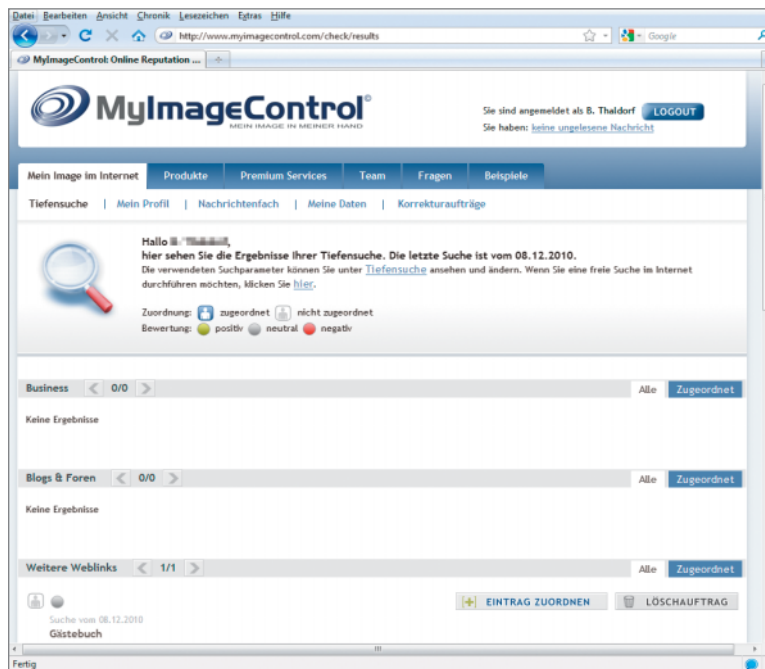 Datei Bearbeiten Ansicht Chronik Lesezeichen Extras Hilfe
http://www.myimagecontrol.com/check/results
Google
MyImageControl: Online Reputation ...
MyImageControl®
MEIN IMAGE IN MEINER HAND
Sie sind angemeldet als B. Thaldorf LOGOUT
Sie haben: keine ungelesene Nachricht
Mein Image im Internet Produkte Premium Services Team Fragen Beispiele
Tiefensuche | Mein Profil | Nachrichtenfach | Meine Daten | Korrekturaufträge
Hallo
hier sehen Sie die Ergebnisse Ihrer Tiefensuche. Die letzte Suche ist vom 08.12.2010.
Die verwendeten Suchparameter können Sie unter Tiefensuche ansehen und ändern. Wenn Sie eine freie Suche im Internet
durchführen möchten, klicken Sie hier.
Zuordnung: zugeordnet nicht zugeordnet
Bewertung: positiv neutral negativ
Business 0/0 Alle Zugeordnet
Keine Ergebnisse
Blogs & Foren 0/0 Alle Zugeordnet
Keine Ergebnisse
Weitere Weblinks 1/1 Alle Zugeordnet
EINTRAG ZUORDNEN LÖSCHAUFTRAG
Suche vom 08.12.2010
Gästebuch
Fertig